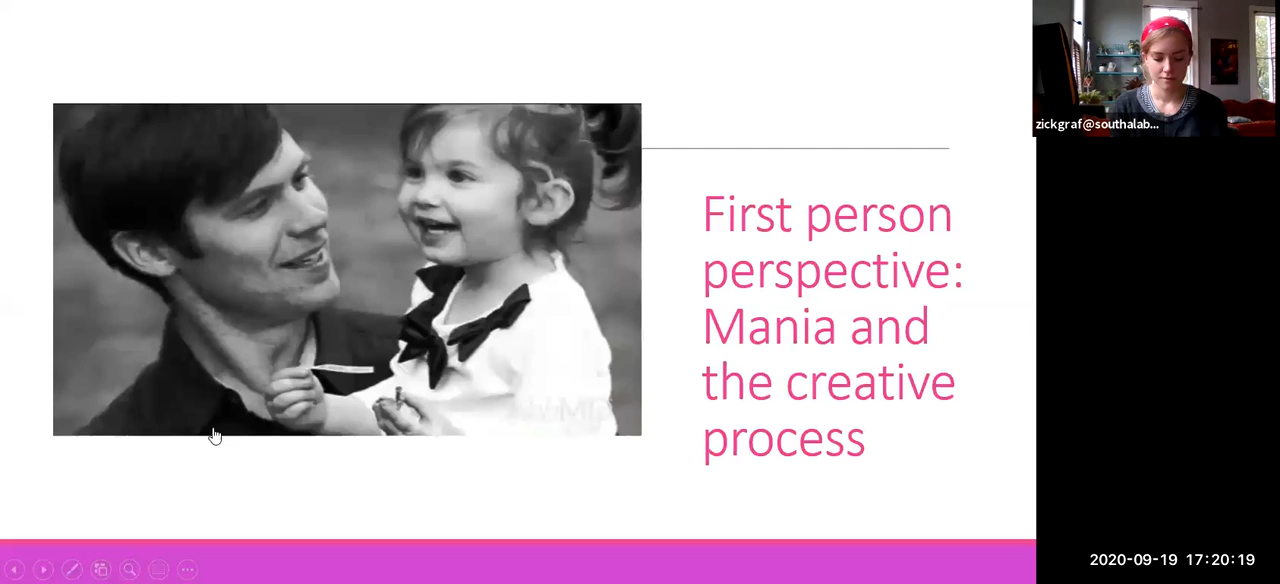 zickgraf@southalab...
First person
perspective:
Mania and
the creative
process
2020-09-19 17:20:19